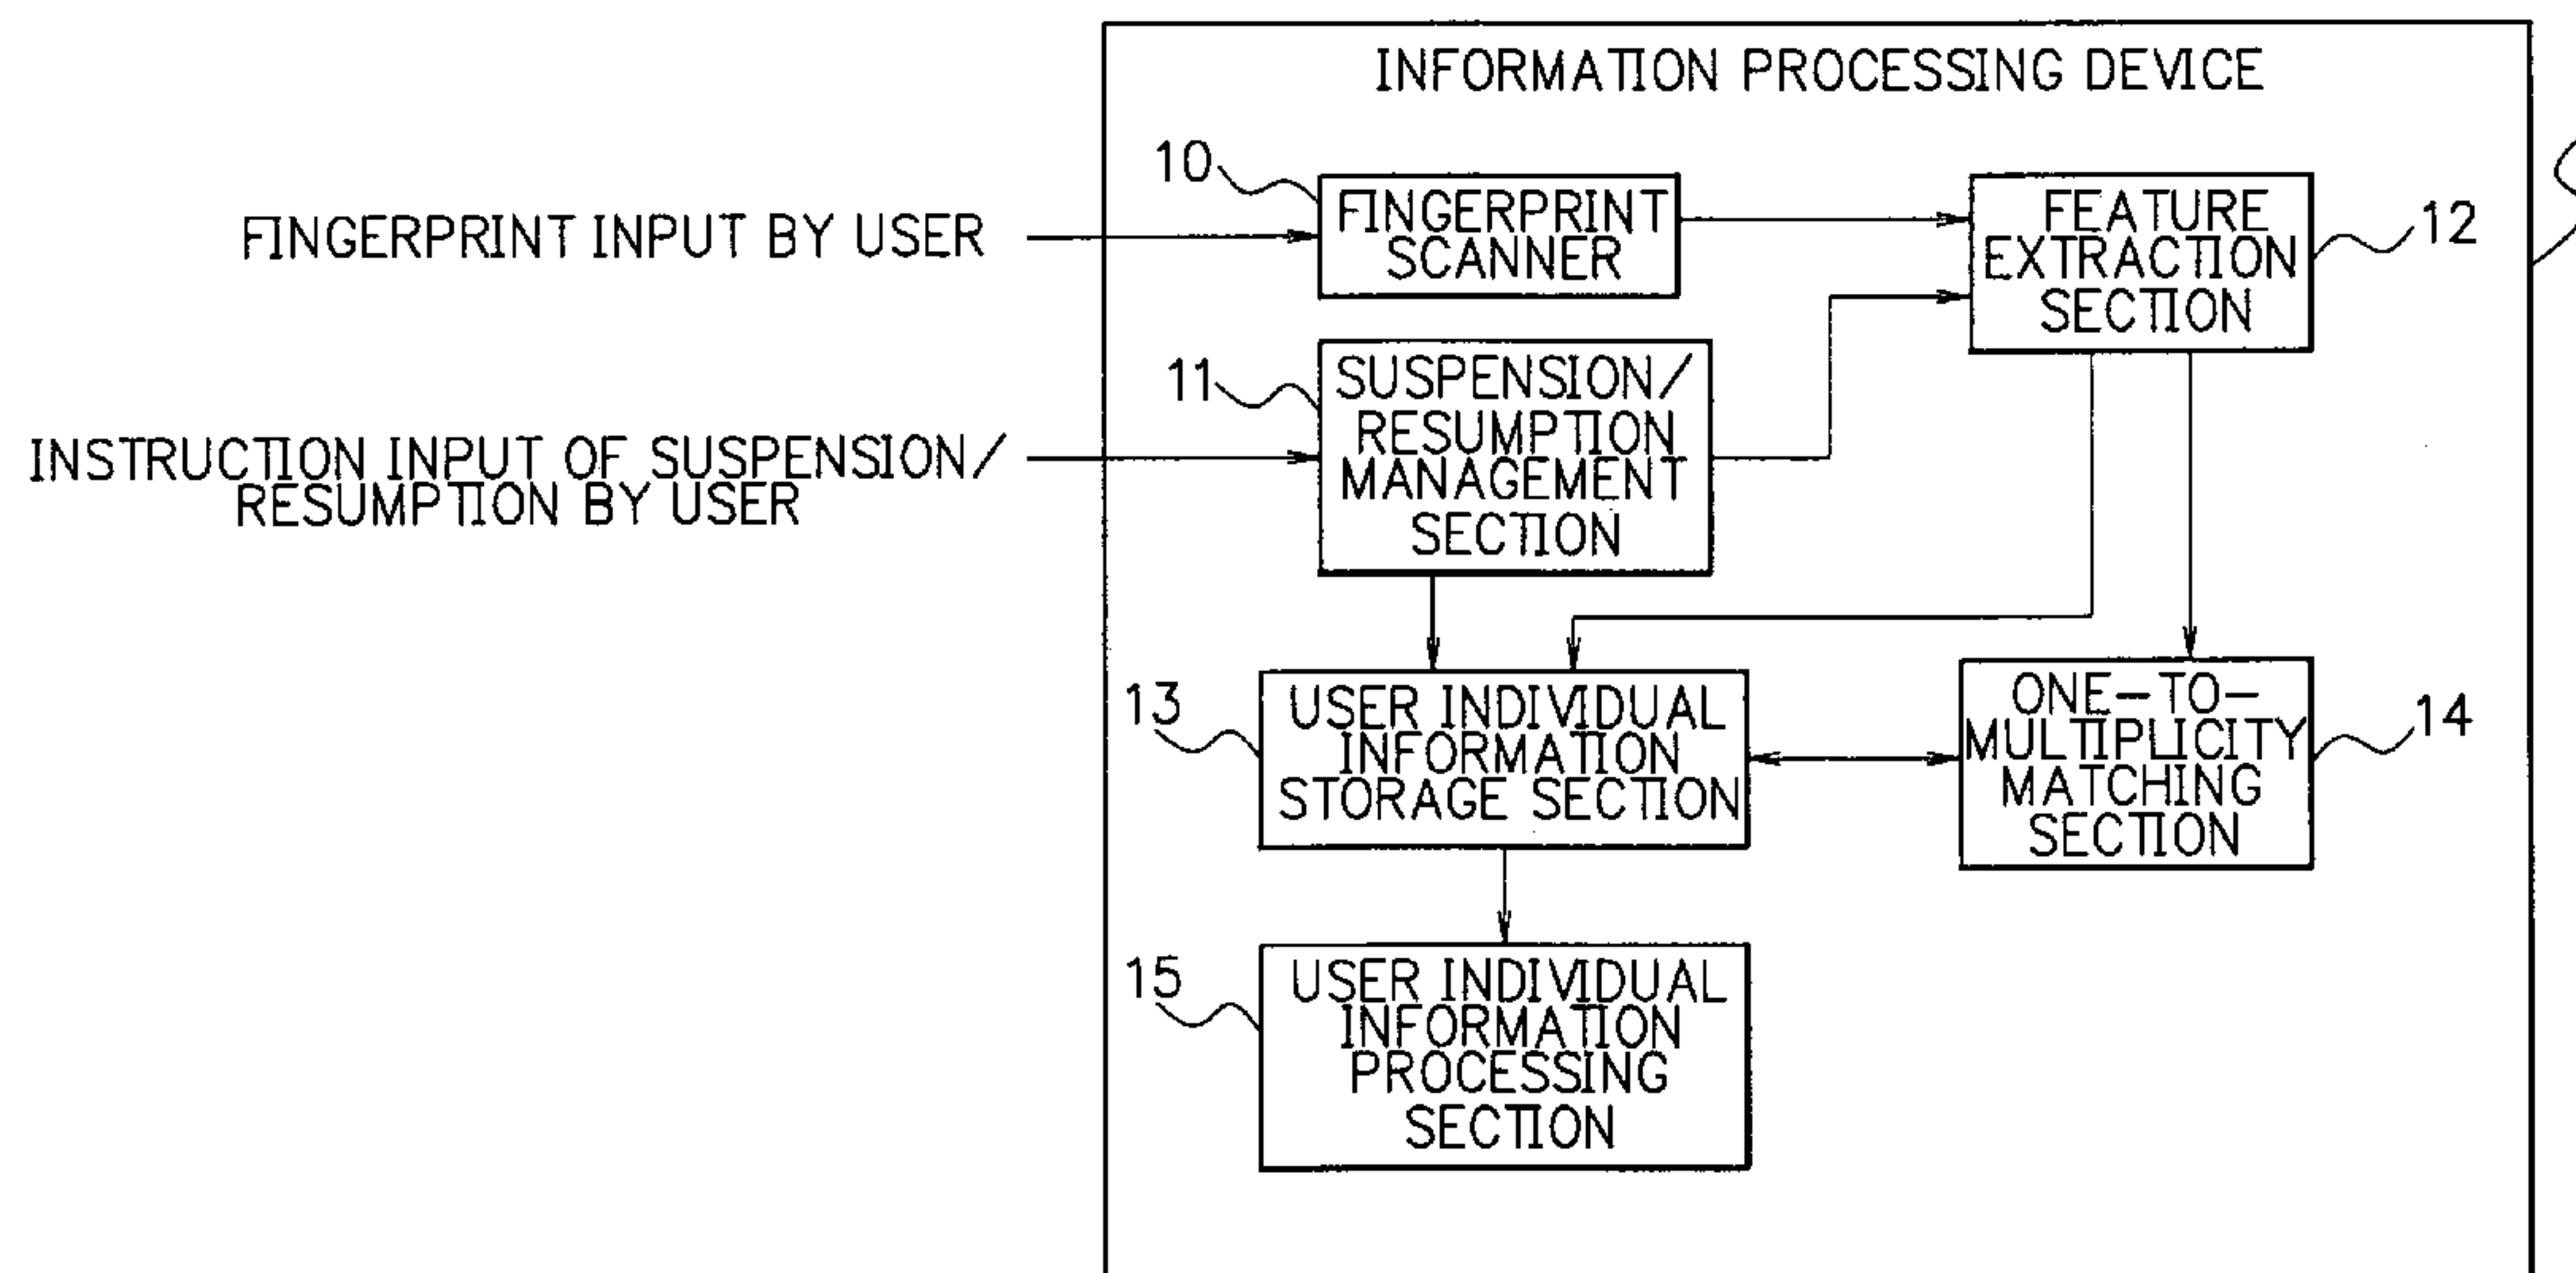 INFORMATION PROCESSING DEVICE
10
FINGERPRINT INPUT BY USER
FINGERPRINT
SCANNER
FEATURE
EXTRACTION
SECTION
12
11
INSTRUCTION INPUT OF SUSPENSION/
RESUMPTION BY USER
SUSPENSION/
RESUMPTION
MANAGEMENT
SECTION
13
USER INDIVIDUAL
INFORMATION
STORAGE SECTION
ONE-TO-
MULTIPLICITY
MATCHING
SECTION
14
15
USER INDIVIDUAL
INFORMATION
PROCESSING
SECTION